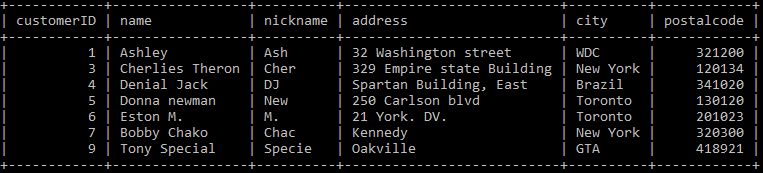 +------------+-----------------+----------+---------------------------+----------+------------+
| customerID | name            | nickname | address                   | city     | postalcode |
+------------+-----------------+----------+---------------------------+----------+------------+
|          1 | Ashley          | Ash      | 32 Washington street      | WDC      |     321200 |
|          3 | Cherlies Theron | Cher     | 329 Empire state Building | New York |     120134 |
|          4 | Denial Jack     | DJ       | Spartan Building, East    | Brazil   |     341020 |
|          5 | Donna newman    | New      | 250 Carlson blvd          | Toronto  |     130120 |
|          6 | Eston M.        | M.       | 21 York. DV.              | Toronto  |     201023 |
|          7 | Bobby Chako     | Chac     | Kennedy                   | New York |     320300 |
|          9 | Tony Special    | Specie   | Oakville                  | GTA      |     418921 |
+------------+-----------------+----------+---------------------------+----------+------------+